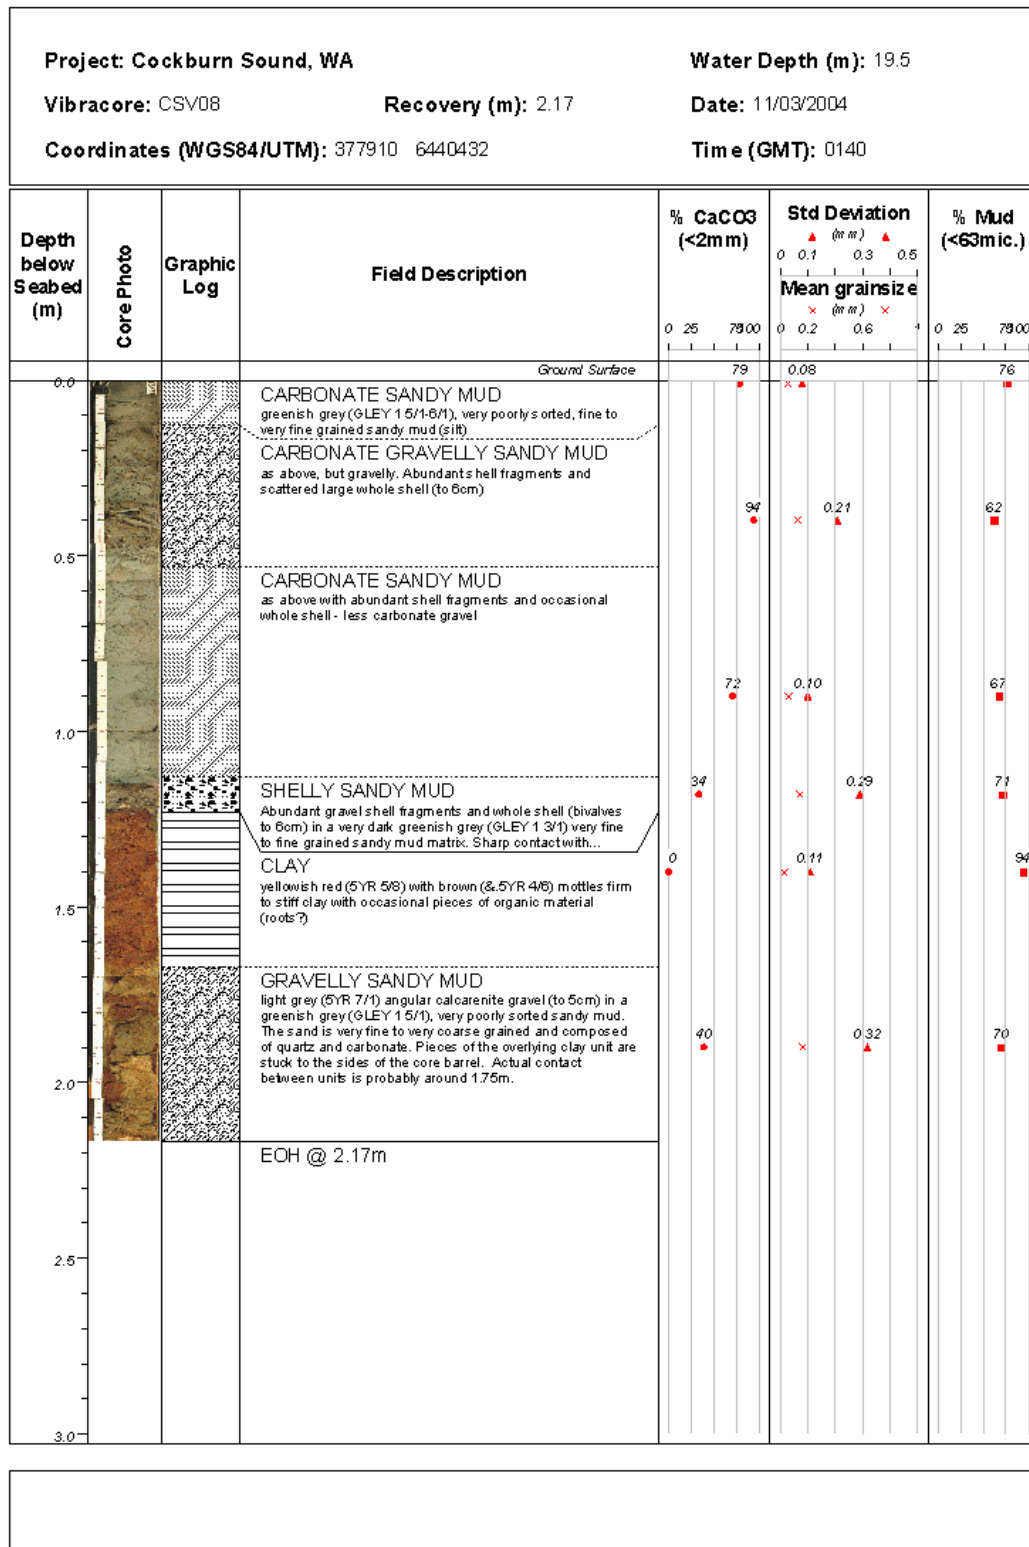 Project: Cockburn Sound, WA
Water Depth (m): 19.5
Vibracore: CSV08
Recovery (m): 2.17
Date: 11/03/2004
Coordinates (WGS84/UTM): 377910 6440432
Time (GMT): 0140
Depth
below
Seabed
(m)
Core Photo
Graphic
Log
Field Description
% CaCO3
(<2mm)
0 25 75 100
Std Deviation
(mm)
0 0.1 0.3 0.5
Mean grainsize
(mm)
0 0.2 0.6 1
% Mud
(<63mic.)
0 25 75 100
Ground Surface
0.0
79
0.08
76
CARBONATE SANDY MUD
greenish grey (GLEY 1 5/1-6/1), very poorly sorted, fine to
very fine grained sandy mud (silt)
CARBONATE GRAVELLY SANDY MUD
as above, but gravelly. Abundant shell fragments and
scattered large whole shell (to 6cm)
94
0.21
62
0.5
CARBONATE SANDY MUD
as above with abundant shell fragments and occasional
whole shell - less carbonate gravel
72
0.10
67
1.0
SHELLY SANDY MUD
Abundant gravel shell fragments and whole shell (bivalves
to 6cm) in a very dark greenish grey (GLEY 1 3/1) very fine
to fine grained sandy mud matrix. Sharp contact with...
34
0.29
71
CLAY
yellowish red (5YR 5/8) with brown (&.5YR 4/6) mottles firm
to stiff clay with occasional pieces of organic material
(roots?)
0
0.11
94
1.5
GRAVELLY SANDY MUD
light grey (5YR 7/1) angular calcarenite gravel (to 5cm) in a
greenish grey (GLEY 1 5/1), very poorly sorted sandy mud.
The sand is very fine to very coarse grained and composed
of quartz and carbonate. Pieces of the overlying clay unit are
stuck to the sides of the core barrel. Actual contact
between units is probably around 1.75m.
40
0.32
70
2.0
EOH @ 2.17m
2.5
3.0